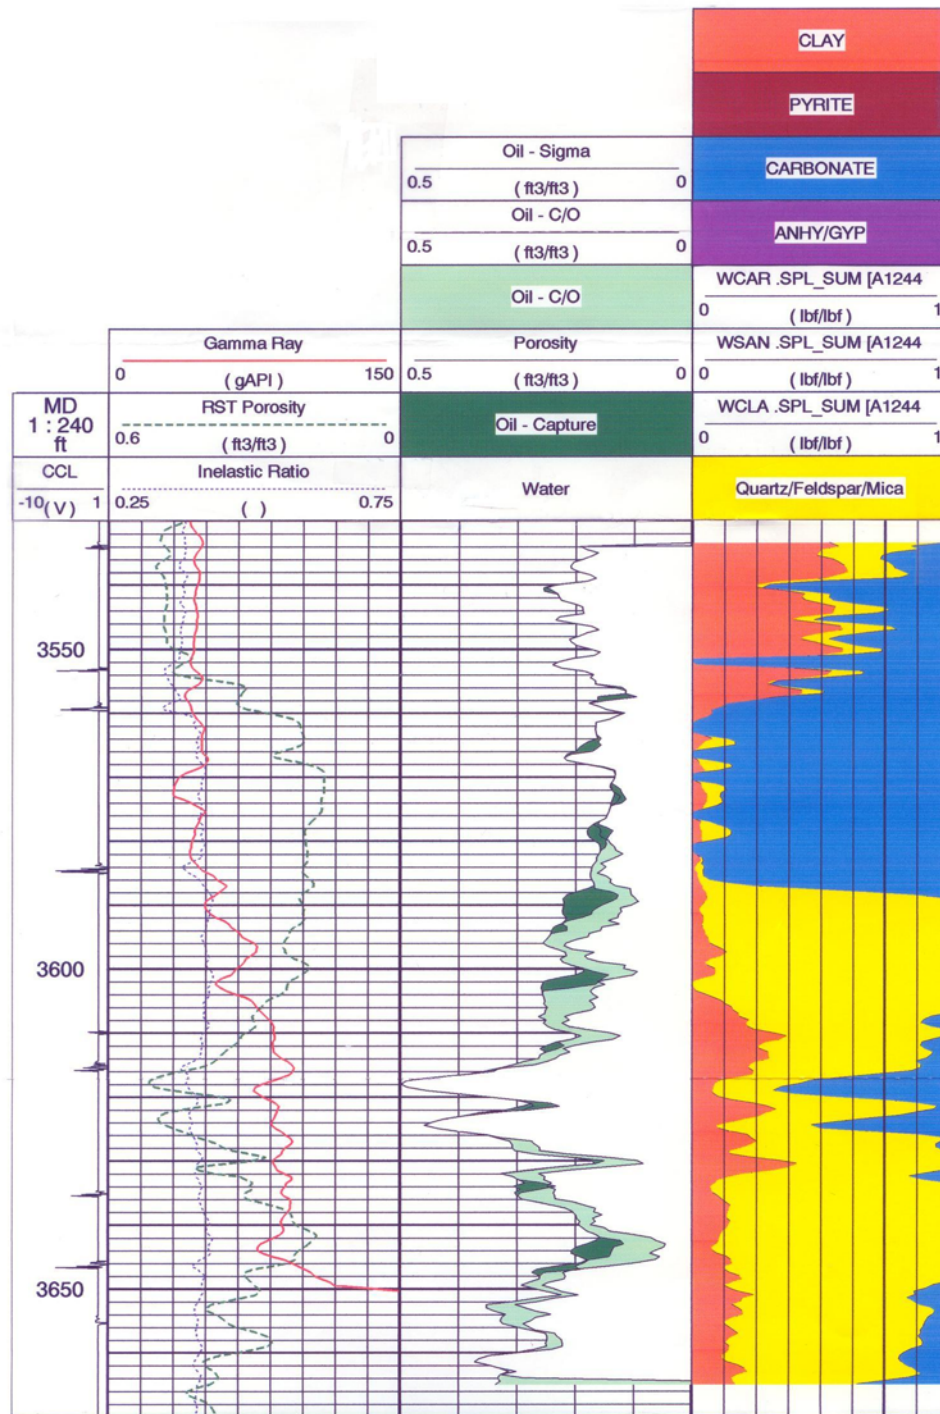 CLAY
PYRITE
Oil - Sigma
0.5 ( ft3/ft3 ) 0
CARBONATE
Oil - C/O
0.5 ( ft3/ft3 ) 0
ANHY/GYP
Oil - C/O
WCAR .SPL_SUM [A1244
0 ( lbf/lbf ) 1
Gamma Ray
0 ( gAPI ) 150
Porosity
0.5 ( ft3/ft3 ) 0
WSAN .SPL_SUM [A1244
0 ( lbf/lbf ) 1
MD
1 : 240
ft
RST Porosity
0.6 ( ft3/ft3 ) 0
Oil - Capture
WCLA .SPL_SUM [A1244
0 ( lbf/lbf ) 1
CCL
-10 (V) 1
Inelastic Ratio
0.25 ( ) 0.75
Water
Quartz/Feldspar/Mica
3550
3600
3650